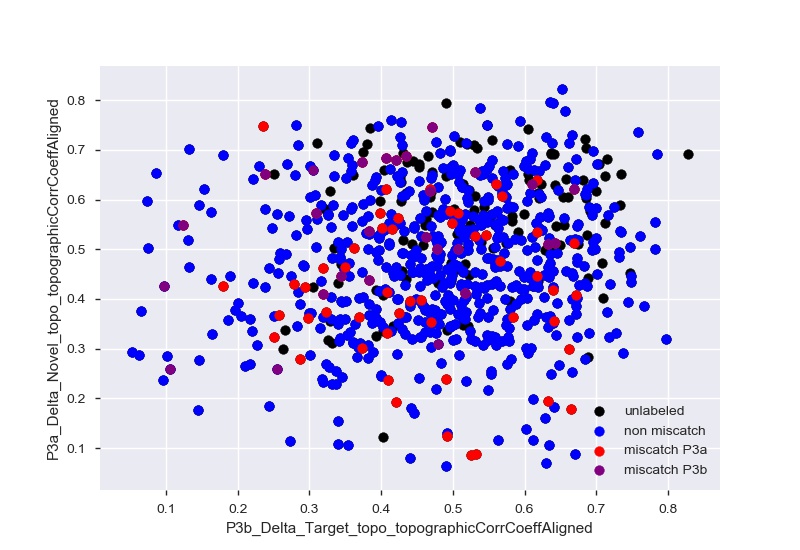 0.8
0.7
0.6
0.5
0.4
0.3
0.2
0.1
P3a_Delta_Novel_topo_topographicCorrCoeffAligned
unlabeled
non miscatch
miscatch P3a
miscatch P3b
0.1 0.2 0.3 0.4 0.5 0.6 0.7 0.8
P3b_Delta_Target_topo_topographicCorrCoeffAligned